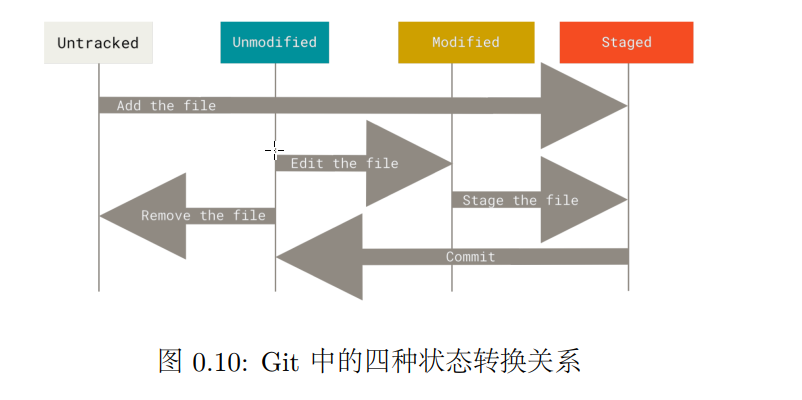 Untracked
Unmodified
Modified
Staged
Add the file
Edit the file
Stage the file
Remove the file
Commit
图 0.10: Git 中的四种状态转换关系